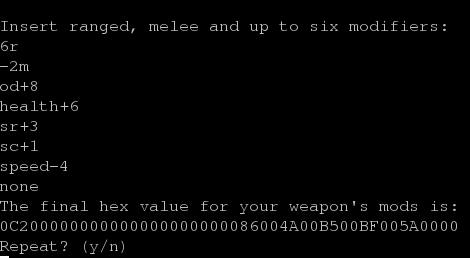 Insert ranged, melee and up to six modifiers:
6r
-2m
od+8
health+6
sr+3
sc+1
speed-4
none
The final hex value for your weapon's mods is:
0C20000000000000000000086004A00B500BF005A0000
Repeat? (y/n)